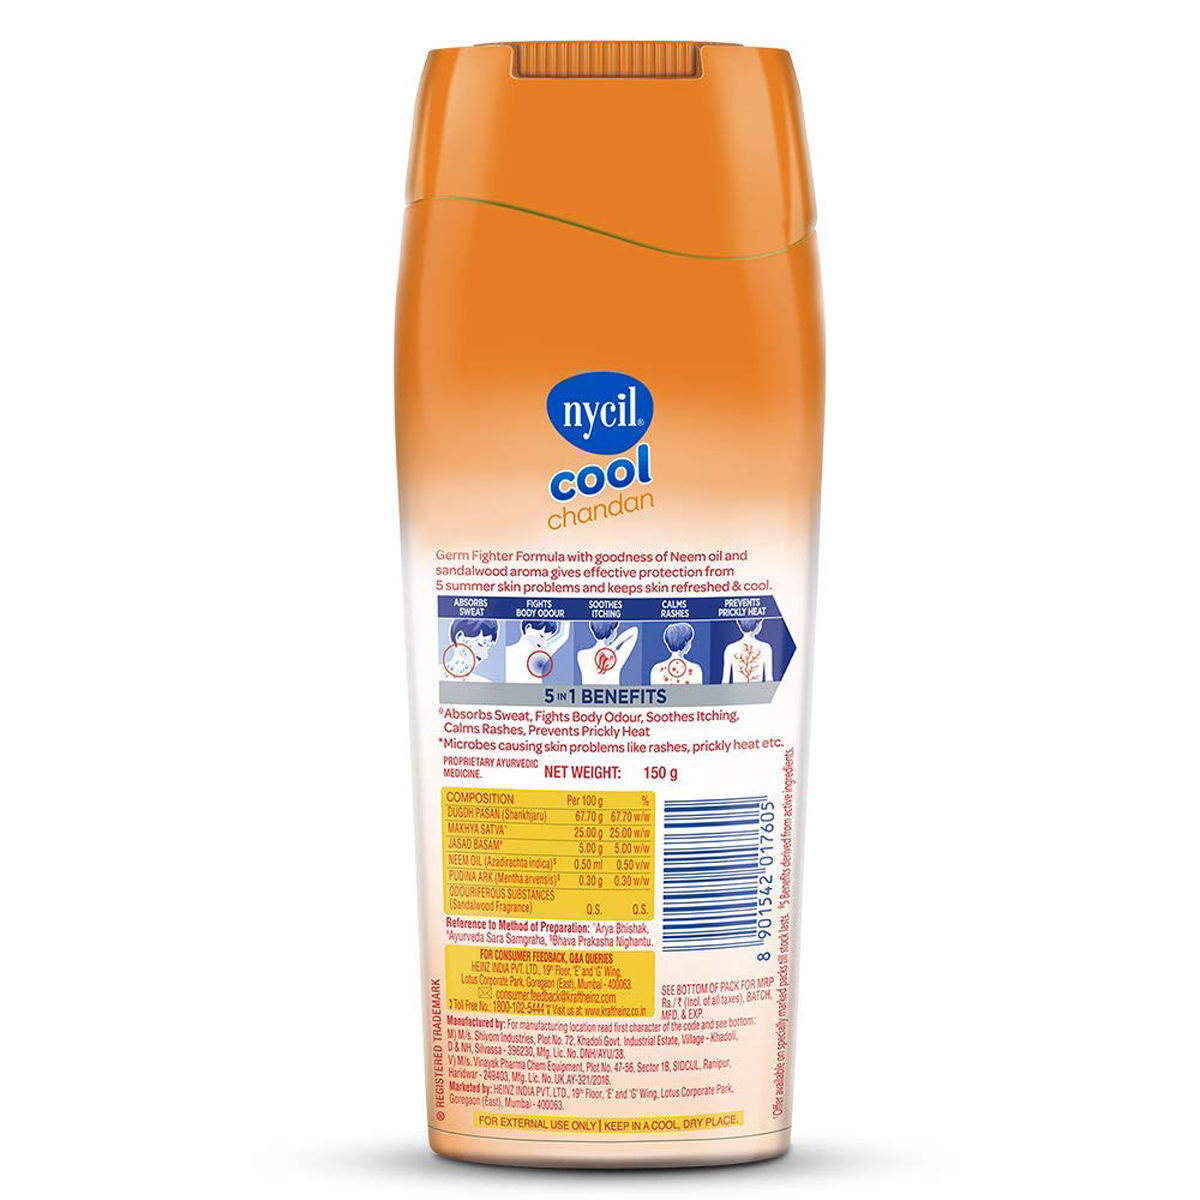 nycil®
cool
chandan
Germ Fighter Formula with goodness of Neem oil and
sandalwood aroma gives effective protection from
5 summer skin problems and keeps skin refreshed & cool.
ABSORBS SWEAT
FIGHTS BODY ODOUR
SOOTHES ITCHING
CALMS RASHES
PREVENTS PRICKLY HEAT
5 IN 1 BENEFITS
Absorbs Sweat, Fights Body Odour, Soothes Itching,
Calms Rashes, Prevents Prickly Heat
*Microbes causing skin problems like rashes, prickly heat etc.
PROPRIETARY AYURVEDIC
MEDICINE.
NET WEIGHT: 150 g
COMPOSITION Per 100 g %
DUGDH PASAN (Shankhjaru) 67.70 g 67.70 w/w
MAKHYA SATVA^ 25.00 g 25.00 w/w
JASAD BASAM# 5.00 g 5.00 w/w
NEEM OIL (Azadirachta indica)$ 0.50 ml 0.50 v/w
PUDINA ARK (Mentha arvensis)$ 0.30 g 0.30 w/w
ODOURIFEROUS SUBSTANCES
(Sandalwood Fragrance) Q.S. Q.S.
Reference to Method of Preparation: ^Arya Bhishak,
#Ayurveda Sara Samgraha, $Bhava Prakasha Nighantu.
FOR CONSUMER FEEDBACK, Q&A QUERIES
HEINZ INDIA PVT. LTD., 19th Floor, 'E' and 'G' Wing,
Lotus Corporate Park, Goregaon (East), Mumbai - 400063.
consumer.feedback@kraftheinz.com
Toll Free No.: 1800-102-5444 Visit us at: www.kraftheinz.co.in
8 901542 017605
SEE BOTTOM OF PACK FOR MRP
Rs./ ₹ (Incl. of all taxes), BATCH,
MFD. & EXP.
Manufactured by: For manufacturing location read first character of the code and see bottom:
M) M/s. Shivom Industries, Plot No. 72, Khadoli Govt. Industrial Estate, Village - Khadoli,
D & NH, Silvassa - 396230, Mfg. Lic. No. DNH/AYU/38.
V) M/s. Vinayak Pharma Chem Equipment, Plot No. 47-56, Sector 1B, SIDCUL, Ranipur,
Haridwar - 249403, Mfg. Lic. No. UK.AY-321/2016.
Marketed by: HEINZ INDIA PVT. LTD., 19th Floor, 'E' and 'G' Wing, Lotus Corporate Park,
Goregaon (East), Mumbai - 400063.
FOR EXTERNAL USE ONLY | KEEP IN A COOL, DRY PLACE.
® REGISTERED TRADEMARK
Offer available on specially marked packs till stock lasts. $5 Benefits derived from active ingredients.